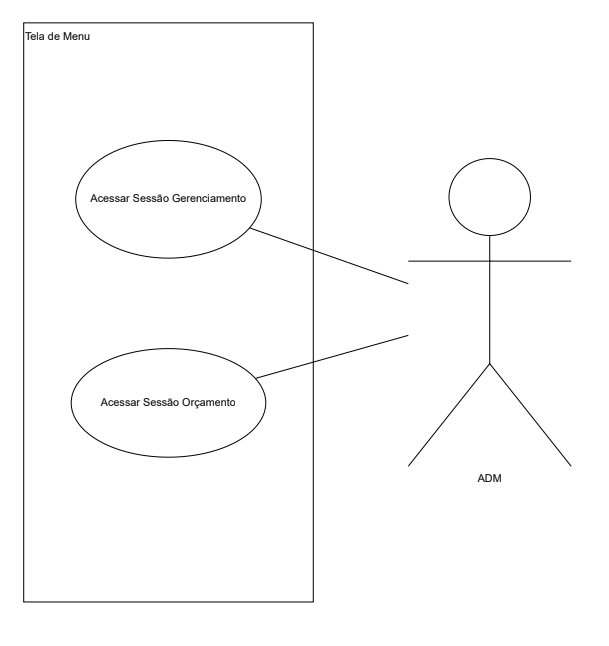 Tela de Menu
Acessar Sessão Gerenciamento
Acessar Sessão Orçamento
ADM